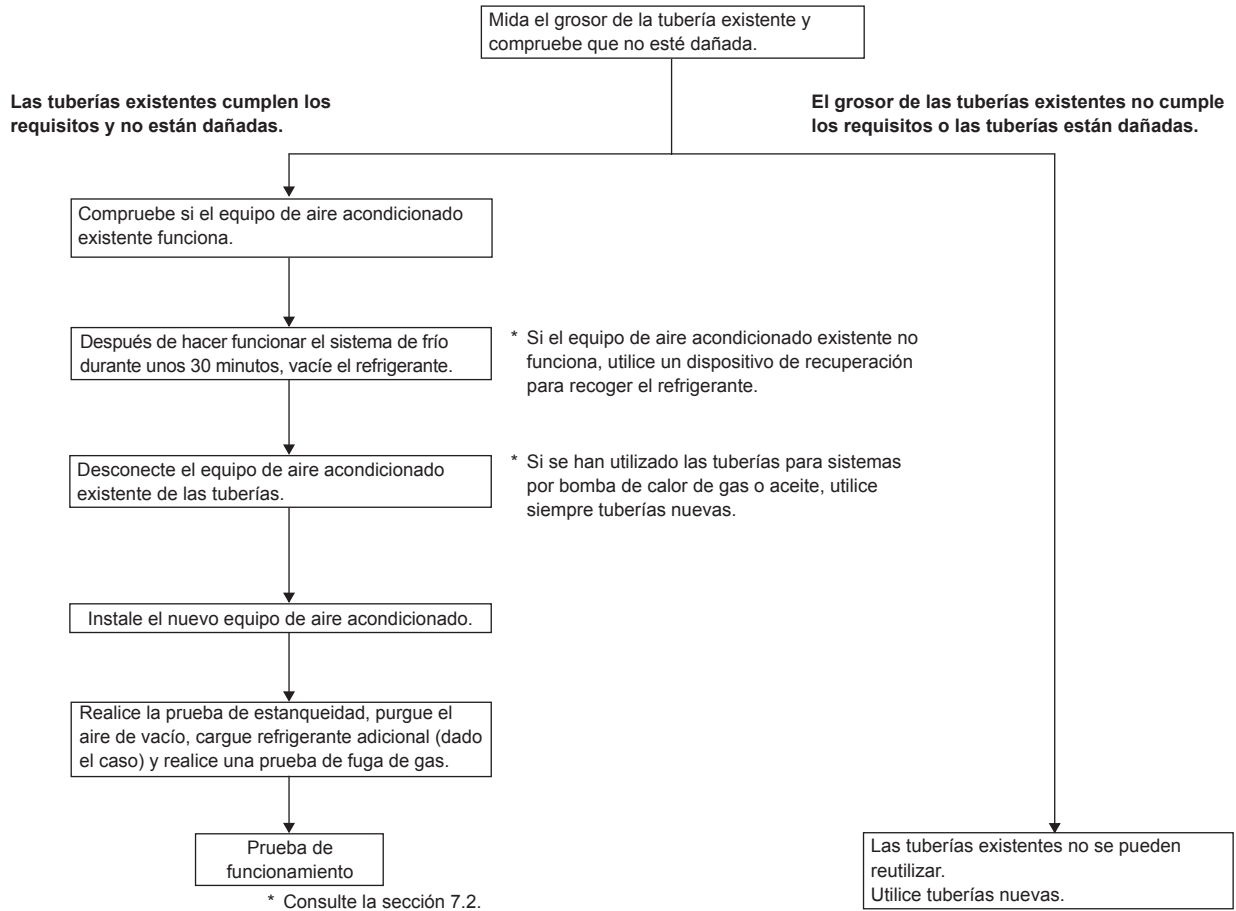 Mida el grosor de la tubería existente y
compruebe que no esté dañada.
Las tuberías existentes cumplen los
requisitos y no están dañadas.
El grosor de las tuberías existentes no cumple
los requisitos o las tuberías están dañadas.
Compruebe si el equipo de aire acondicionado
existente funciona.
Después de hacer funcionar el sistema de frío
durante unos 30 minutos, vacíe el refrigerante.
* Si el equipo de aire acondicionado existente no
funciona, utilice un dispositivo de recuperación
para recoger el refrigerante.
Desconecte el equipo de aire acondicionado
existente de las tuberías.
* Si se han utilizado las tuberías para sistemas
por bomba de calor de gas o aceite, utilice
siempre tuberías nuevas.
Instale el nuevo equipo de aire acondicionado.
Realice la prueba de estanqueidad, purgue el
aire de vacío, cargue refrigerante adicional (dado
el caso) y realice una prueba de fuga de gas.
Prueba de
funcionamiento
* Consulte la sección 7.2.
Las tuberías existentes no se pueden
reutilizar.
Utilice tuberías nuevas.